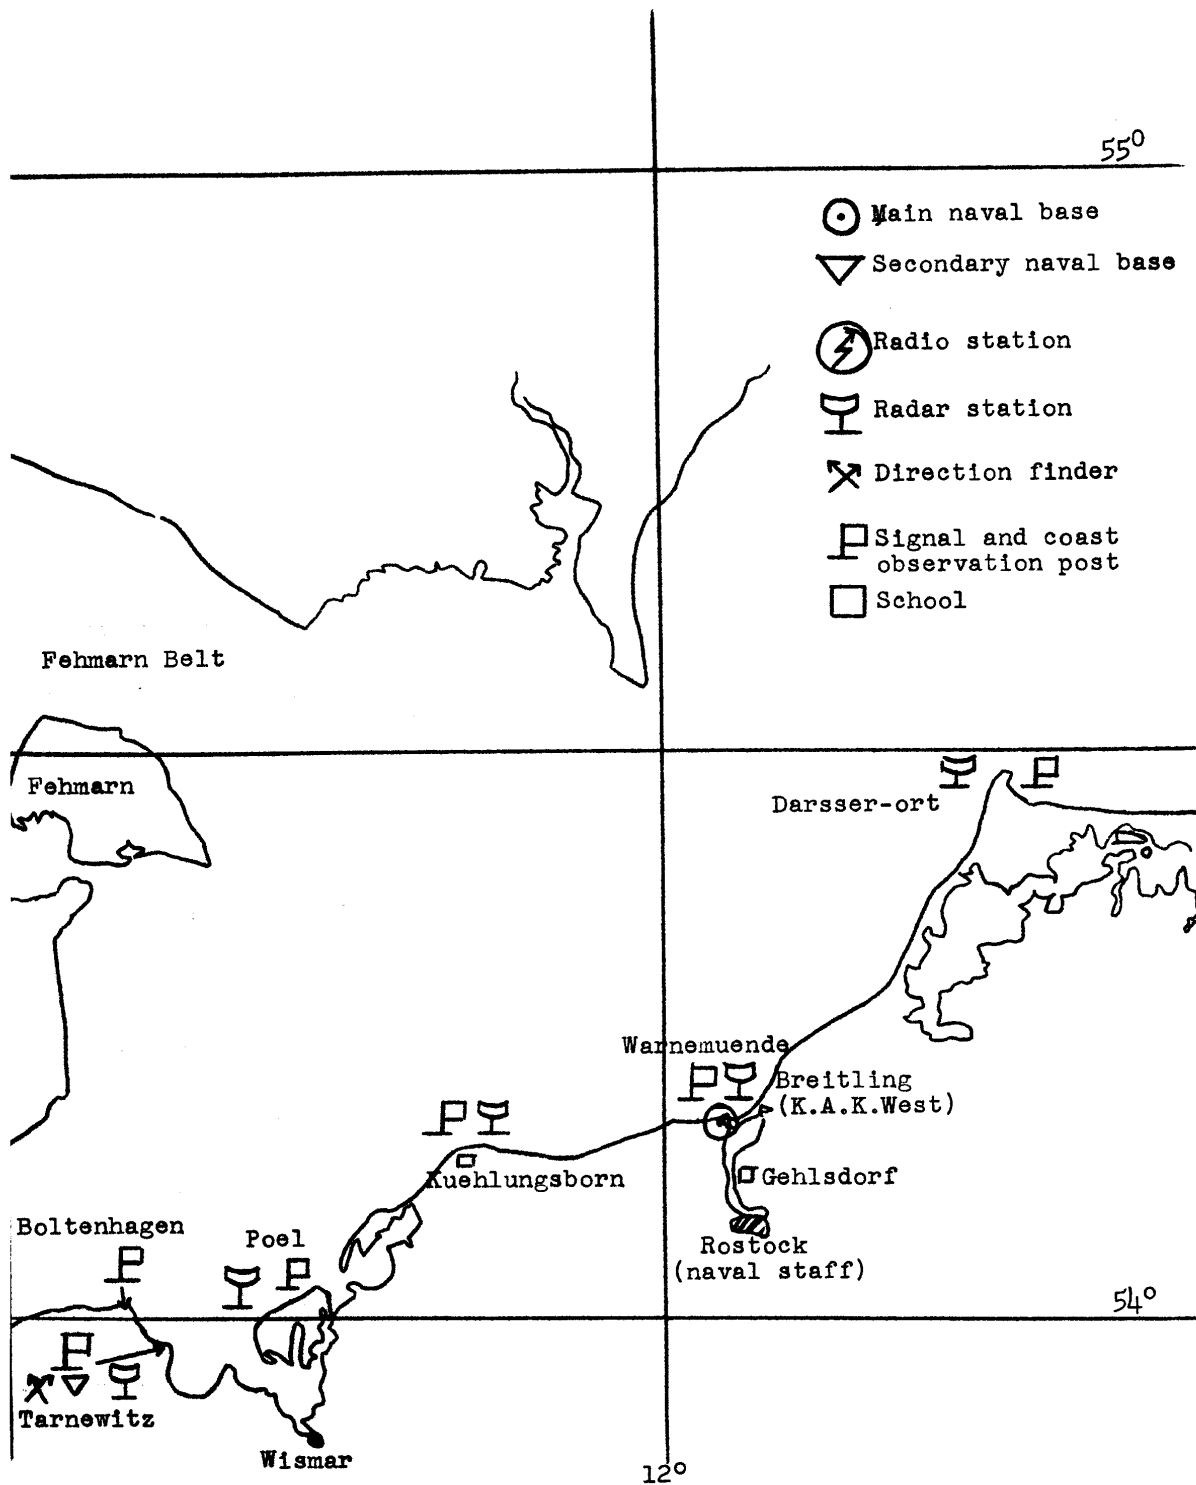 55°
Main naval base
Secondary naval base
Radio station
Radar station
Direction finder
Signal and coast
observation post
School
Fehmarn Belt
Fehmarn
Darsser-ort
Warnemuende
Breitling
(K.A.K.West)
Kuehlungsborn
Gehlsdorf
Boltenhagen
Poel
Rostock
(naval staff)
54°
Tarnewitz
Wismar
12°